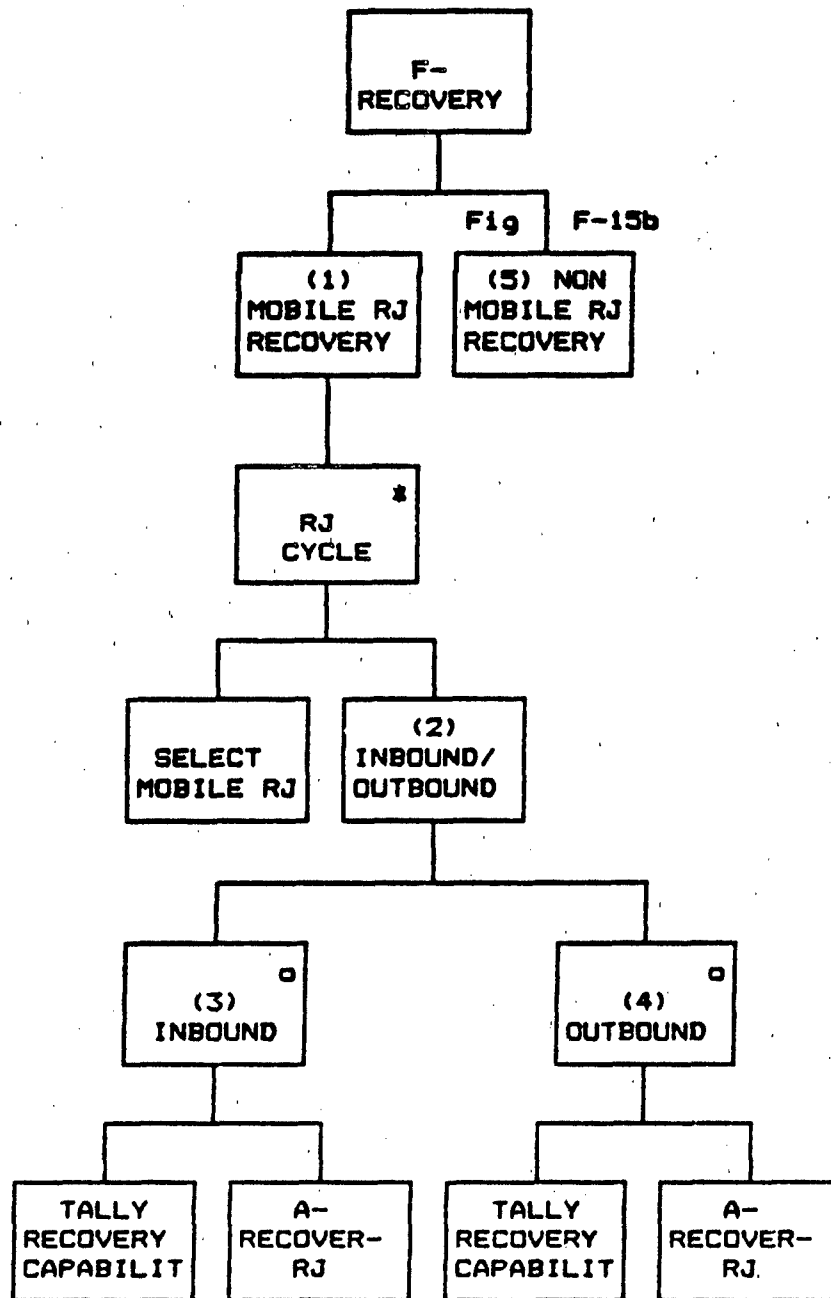 F-
RECOVERY
Fig F-15b
(1)
MOBILE RJ
RECOVERY
(5) NON
MOBILE RJ
RECOVERY
*
RJ
CYCLE
SELECT
MOBILE RJ
(2)
INBOUND/
OUTBOUND
o
(3)
INBOUND
o
(4)
OUTBOUND
TALLY
RECOVERY
CAPABILIT
A-
RECOVER-
RJ
TALLY
RECOVERY
CAPABILIT
A-
RECOVER-
RJ.